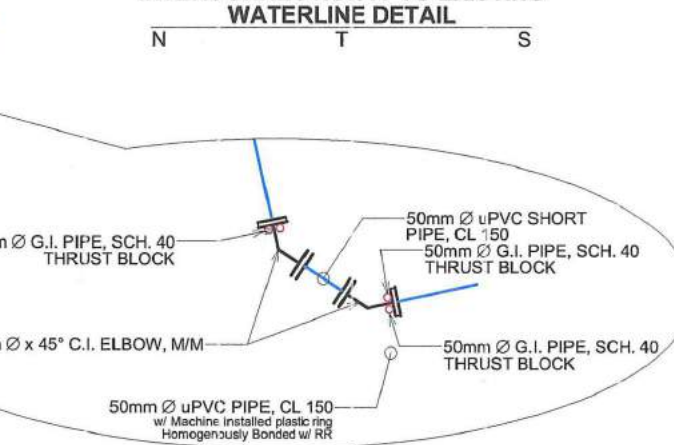 WATERLINE DETAIL
N T S
50mm Ø uPVC SHORT
PIPE, CL 150
50mm Ø G.I. PIPE, SCH. 40
THRUST BLOCK
Ø G.I. PIPE, SCH. 40
THRUST BLOCK
Ø x 45° C.I. ELBOW, M/M
50mm Ø G.I. PIPE, SCH. 40
THRUST BLOCK
50mm Ø uPVC PIPE, CL 150
w/ Machine installed plastic ring
Homogenously Bonded w/ RR